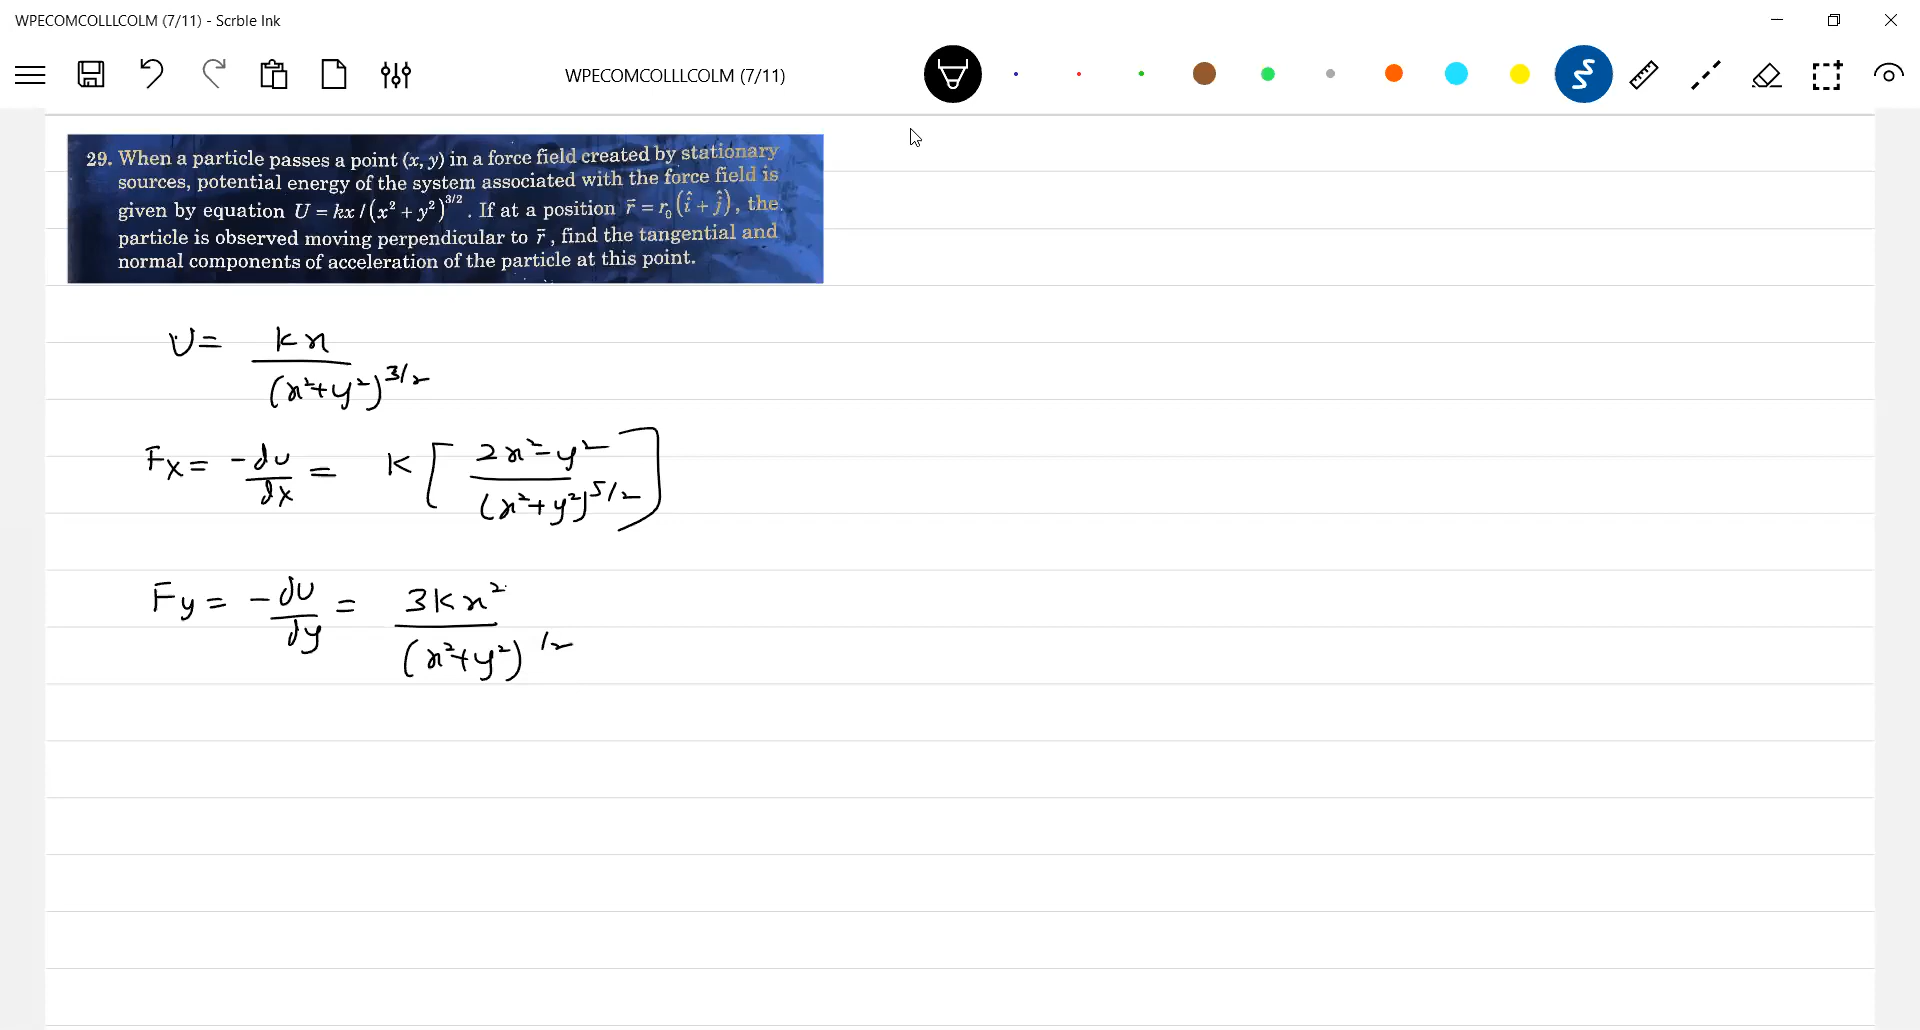 WPECOMCOLLLCOLM (7/11) - Scrble Ink
WPECOMCOLLLCOLM (7/11)
29. When a particle passes a point (x, y) in a force field created by stationary
sources, potential energy of the system associated with the force field is
given by equation U = kx / (x² + y²)^{3/2}. If at a position r⃗ = r₀(î + ĵ), the
particle is observed moving perpendicular to r⃗, find the tangential and
normal components of acceleration of the particle at this point.
U = kx / (x²+y²)^{3/2}
Fx = -du/dx = K [ 2x²-y² / (x²+y²)^{5/2} ]
Fy = -du/dy = 3Kx² / (x²+y²)^{1/2}